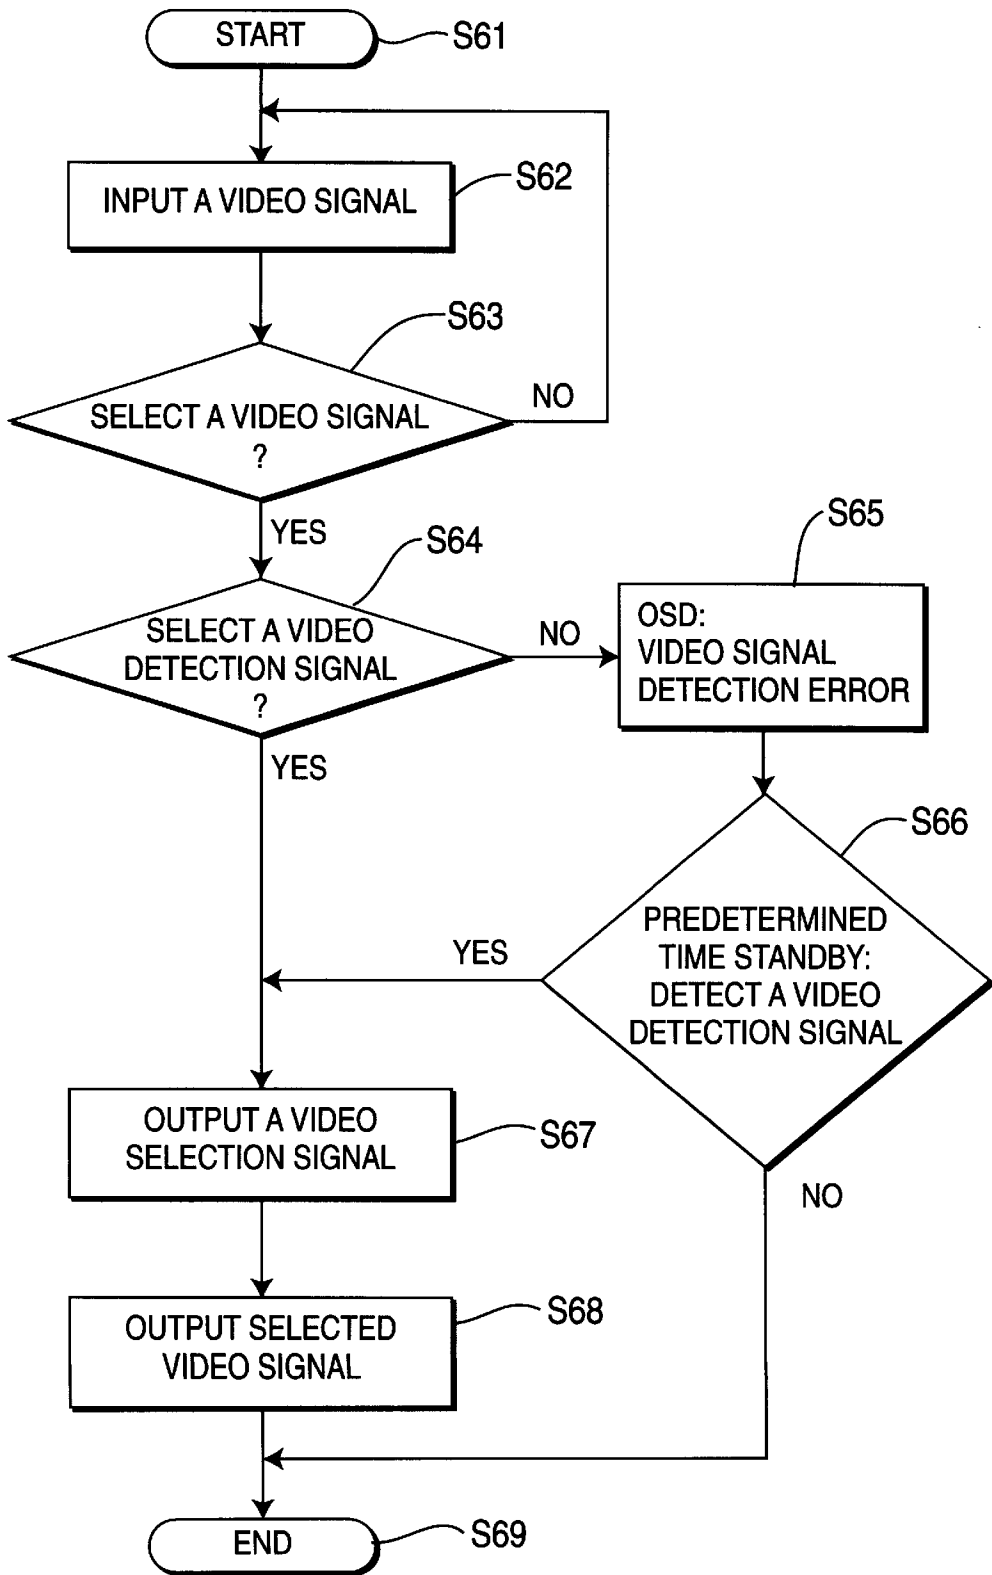 START
S61
INPUT A VIDEO SIGNAL
S62
S63
SELECT A VIDEO SIGNAL
?
NO
YES
S64
SELECT A VIDEO
DETECTION SIGNAL
?
NO
YES
S65
OSD:
VIDEO SIGNAL
DETECTION ERROR
S66
PREDETERMINED
TIME STANDBY:
DETECT A VIDEO
DETECTION SIGNAL
YES
NO
OUTPUT A VIDEO
SELECTION SIGNAL
S67
OUTPUT SELECTED
VIDEO SIGNAL
S68
END
S69